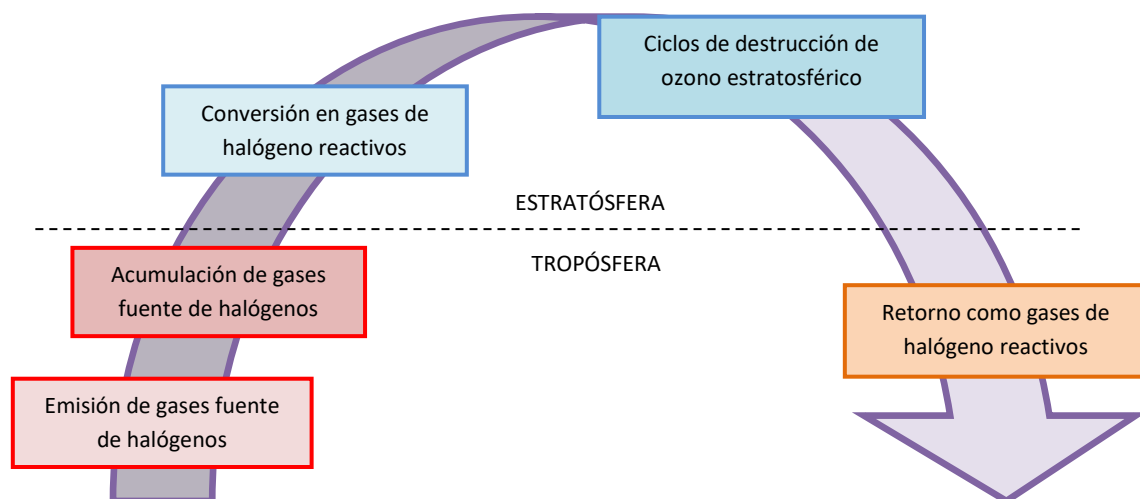 Ciclos de destrucción de
ozono estratosférico
Conversión en gases de
halógeno reactivos
ESTRATÓSFERA
TROPÓSFERA
Acumulación de gases
fuente de halógenos
Retorno como gases de
halógeno reactivos
Emisión de gases fuente
de halógenos